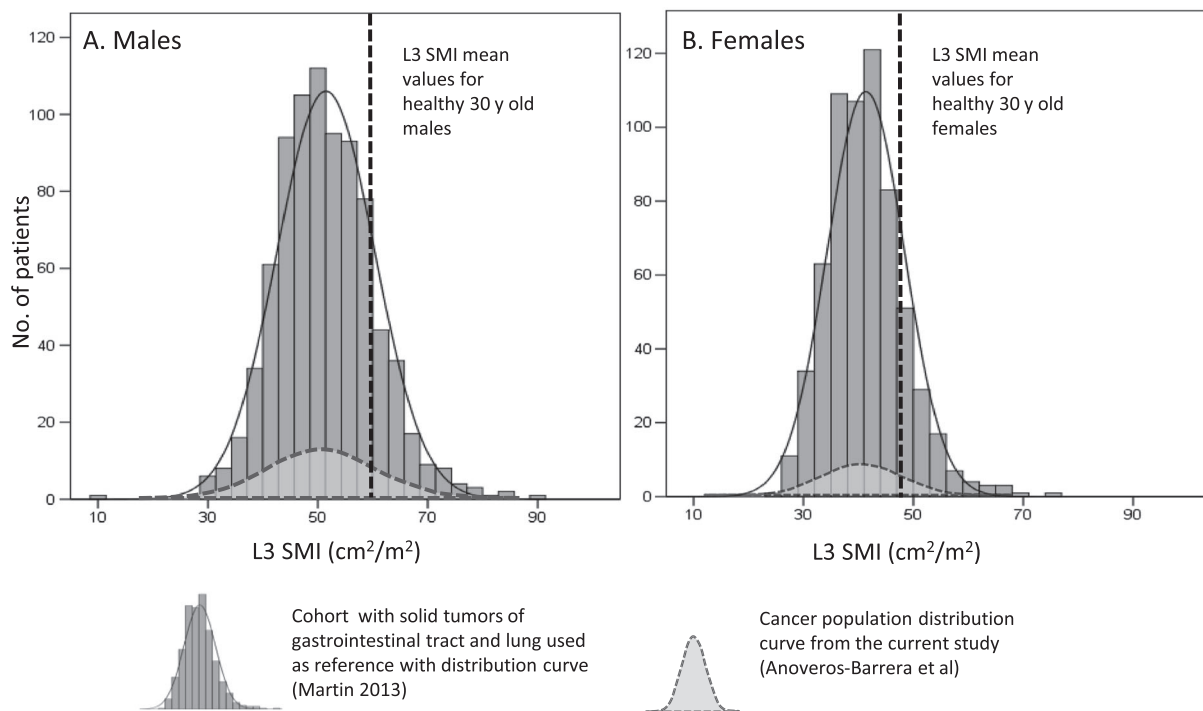 A. Males
L3 SMI mean
values for
healthy 30 y old
males
No. of patients
120
100
80
60
40
20
0
10
30
50
70
90
L3 SMI (cm²/m²)
B. Females
L3 SMI mean
values for
healthy 30 y old
females
120
100
80
60
40
20
0
10
30
50
70
90
L3 SMI (cm²/m²)
Cohort with solid tumors of
gastrointestinal tract and lung used
as reference with distribution curve
(Martin 2013)
Cancer population distribution
curve from the current study
(Anoveros-Barrera et al)